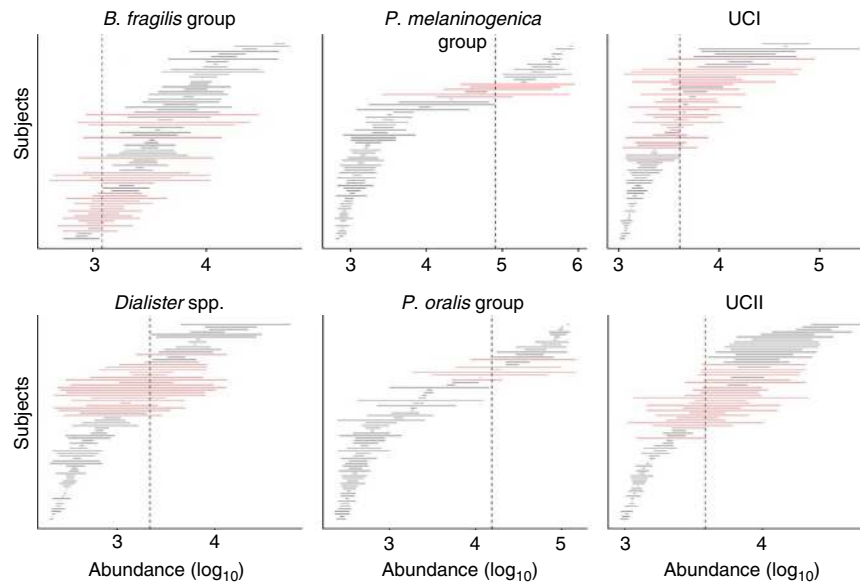 B. fragilis group
P. melaninogenica
group
UCI
Subjects
3 4
3 4 5 6
3 4 5
Dialister spp.
P. oralis group
UCII
Subjects
3 4
3 4 5
3 4
Abundance (log10)
Abundance (log10)
Abundance (log10)